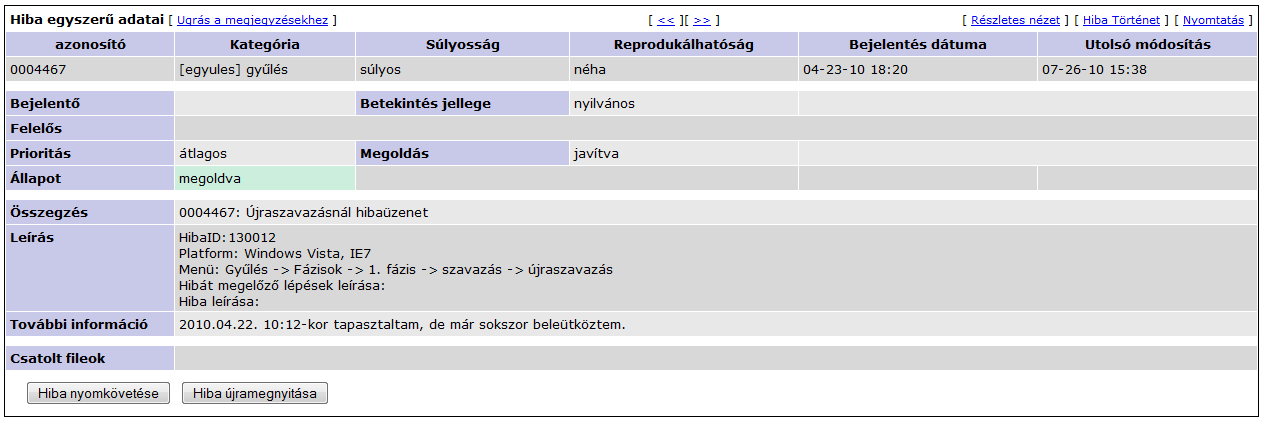 Hiba egyszerű adatai [ Ugrás a megjegyzésekhez ] [ << ][ >> ] [ Részletes nézet ] [ Hiba Történet ] [ Nyomtatás ]
azonosító Kategória Súlyosság Reprodukálhatóság Bejelentés dátuma Utolsó módosítás
0004467 [egyules] gyűlés súlyos néha 04-23-10 18:20 07-26-10 15:38
Bejelentő Betekintés jellege nyilvános
Felelős
Prioritás átlagos Megoldás javítva
Állapot megoldva
Összegzés 0004467: Újraszavazásnál hibaüzenet
Leírás HibaID:130012
Platform: Windows Vista, IE7
Menü: Gyűlés -> Fázisok -> 1. fázis -> szavazás -> újraszavazás
Hibát megelőző lépések leírása:
Hiba leírása:
További információ 2010.04.22. 10:12-kor tapasztaltam, de már sokszor beleütköztem.
Csatolt fileok
Hiba nyomkövetése Hiba újramegnyitása